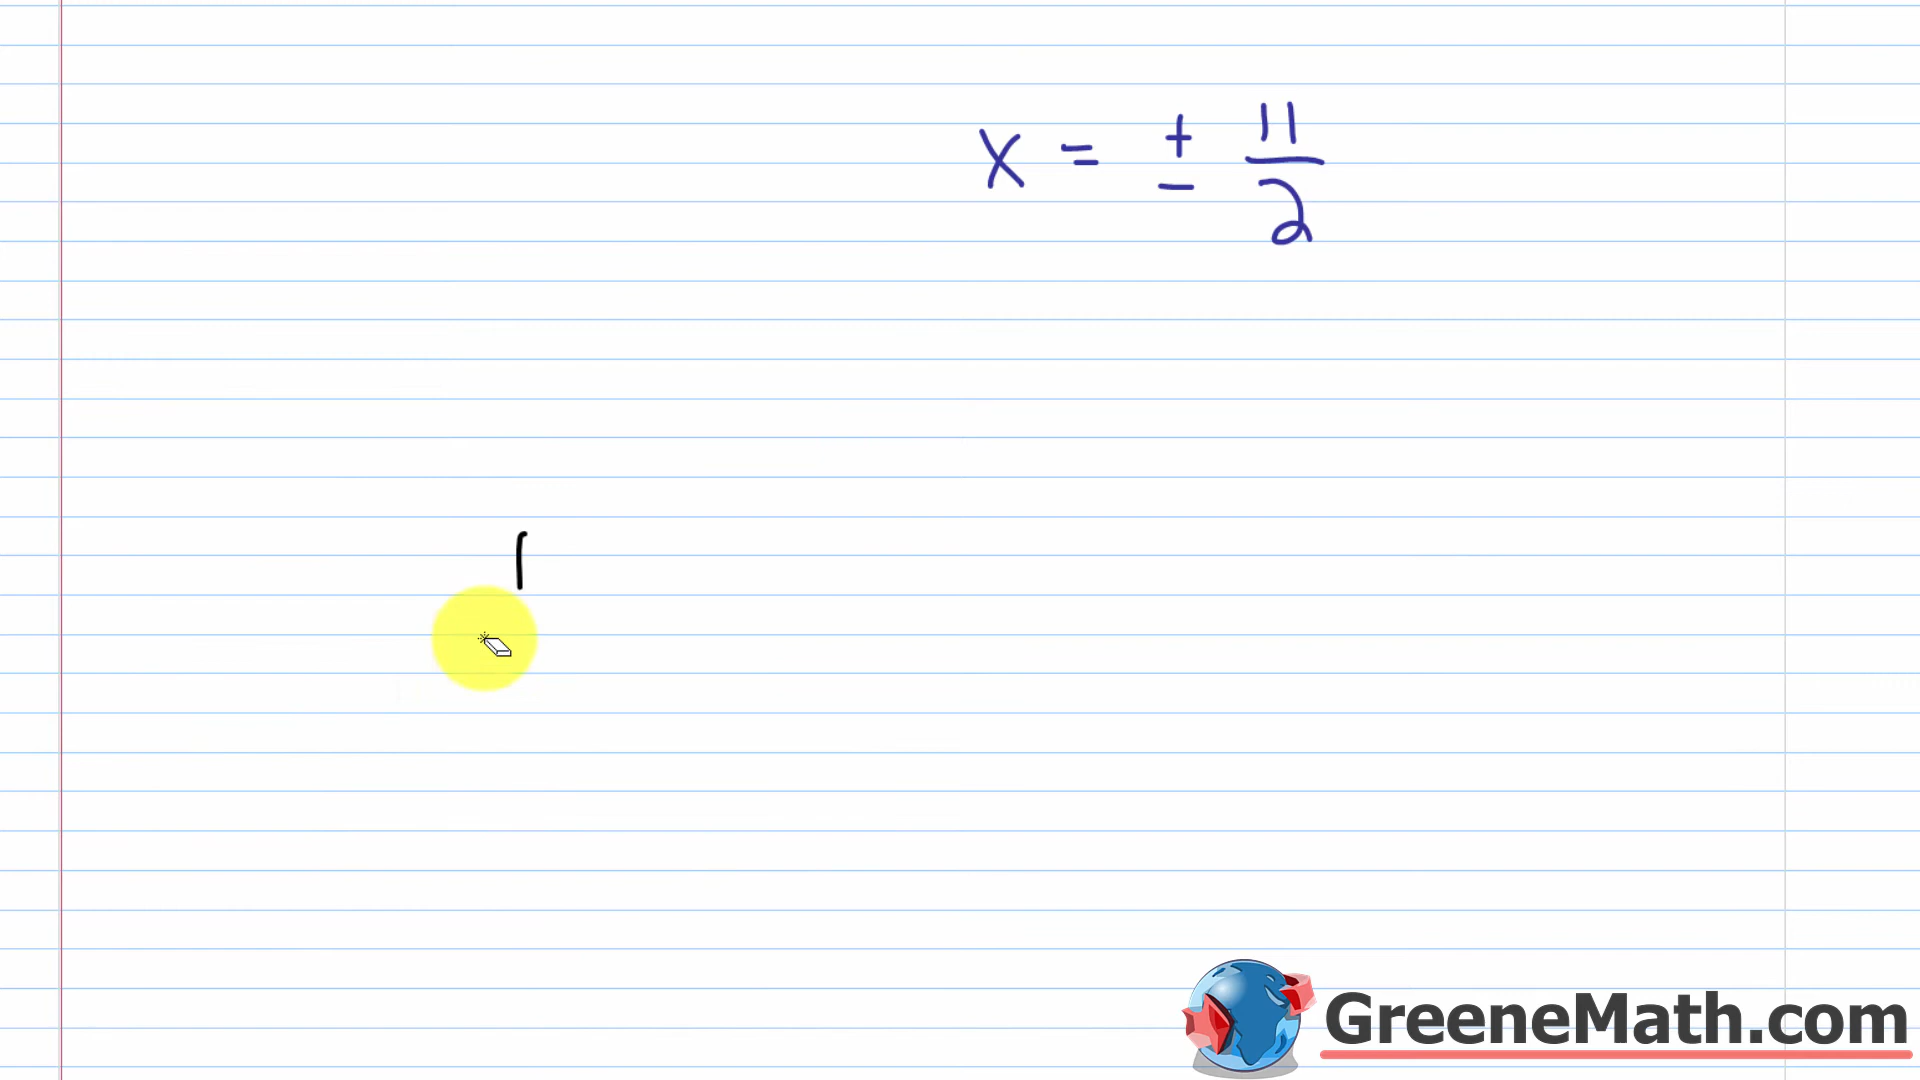 x = ± 11/2
GreeneMath.com